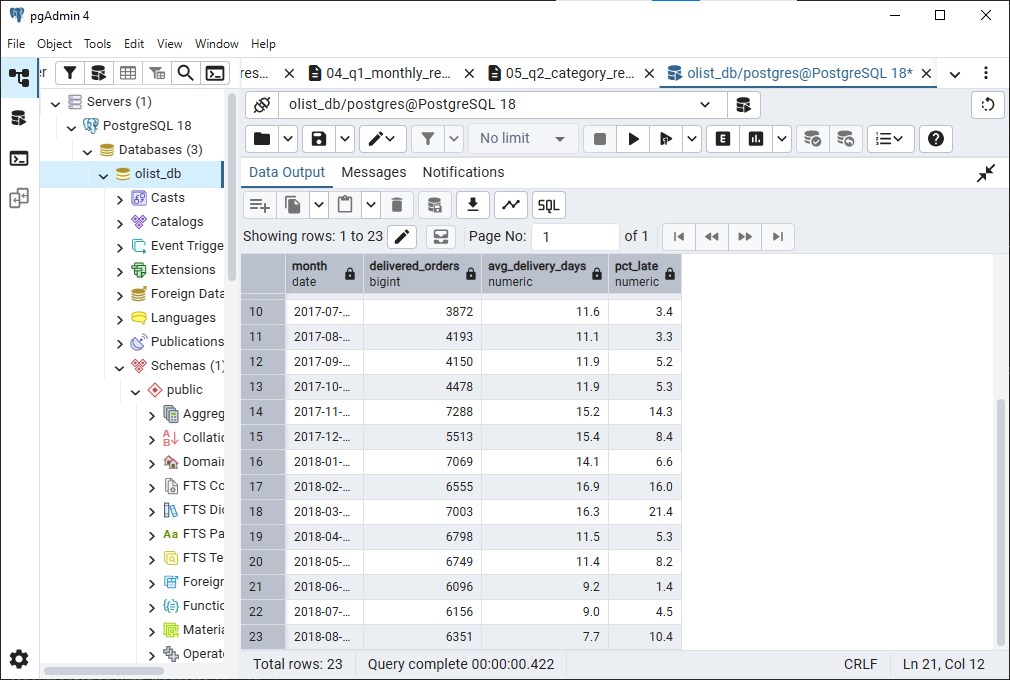 pgAdmin 4
File Object Tools Edit View Window Help
er
res... 04_q1_monthly_re... 05_q2_category_re... olist_db/postgres@PostgreSQL 18*
Servers (1)
PostgreSQL 18
Databases (3)
olist_db
Casts
Catalogs
Event Trigge
Extensions
Foreign Data
Languages
Publications
Schemas (1)
public
Aggreg
Collatio
Domain
FTS Co
FTS Dic
Aa FTS Pa
FTS Te
Foreign
Functio
Materia
Operato
olist_db/postgres@PostgreSQL 18
No limit
E
Data Output Messages Notifications
SQL
Showing rows: 1 to 23 Page No: 1 of 1
month delivered_orders avg_delivery_days pct_late
date bigint numeric numeric
10 2017-07-... 3872 11.6 3.4
11 2017-08-... 4193 11.1 3.3
12 2017-09-... 4150 11.9 5.2
13 2017-10-... 4478 11.9 5.3
14 2017-11-... 7288 15.2 14.3
15 2017-12-... 5513 15.4 8.4
16 2018-01-... 7069 14.1 6.6
17 2018-02-... 6555 16.9 16.0
18 2018-03-... 7003 16.3 21.4
19 2018-04-... 6798 11.5 5.3
20 2018-05-... 6749 11.4 8.2
21 2018-06-... 6096 9.2 1.4
22 2018-07-... 6156 9.0 4.5
23 2018-08-... 6351 7.7 10.4
Total rows: 23 Query complete 00:00:00.422 CRLF Ln 21, Col 12